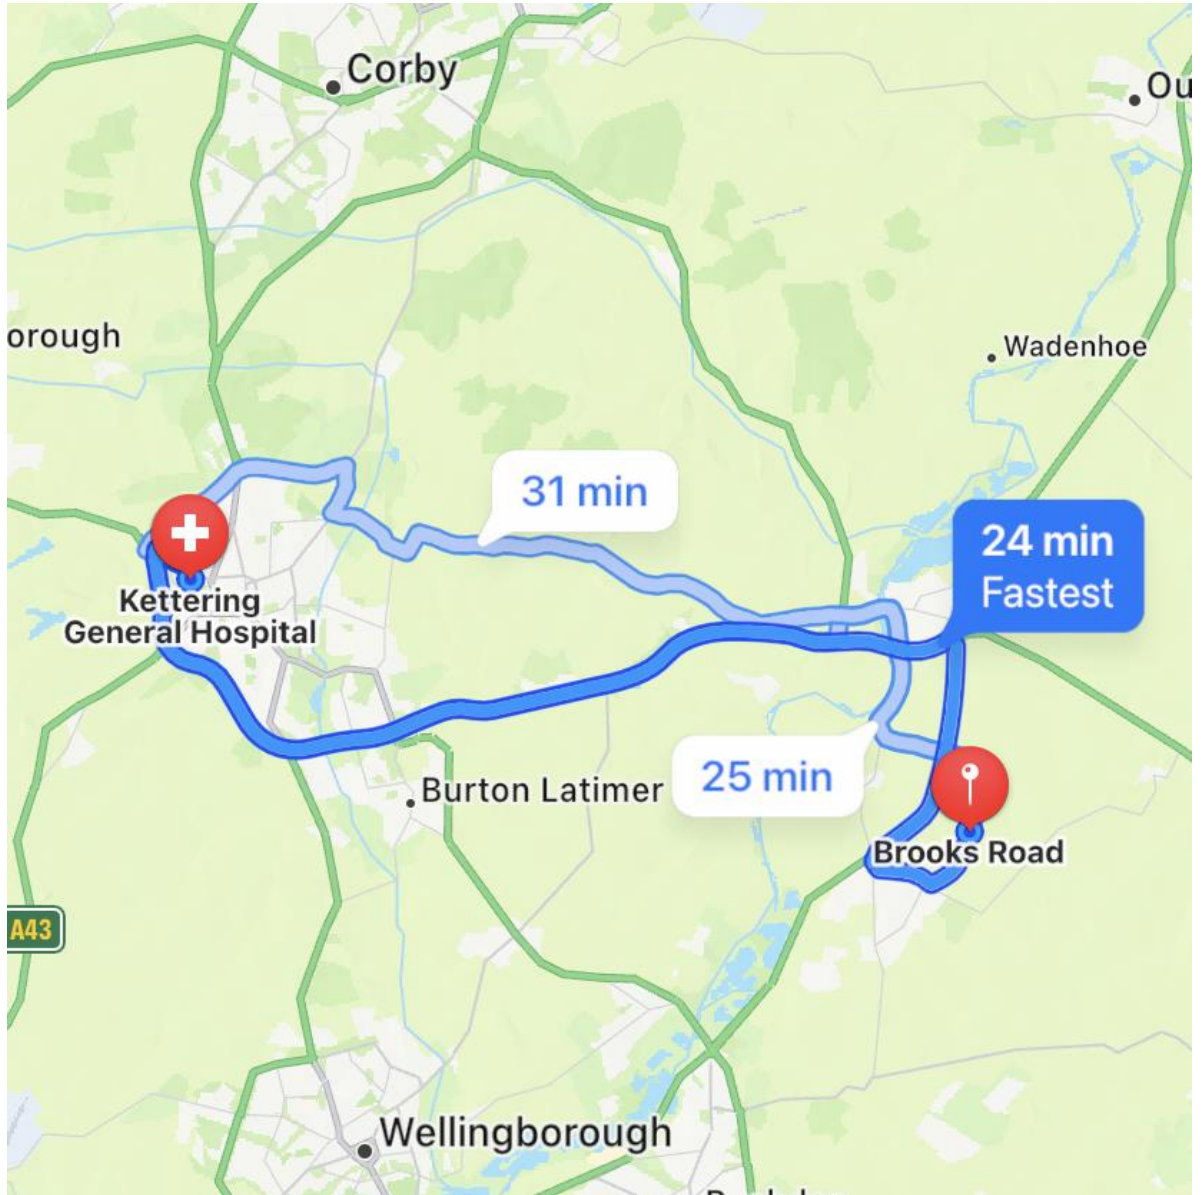 Corby
Ou
orough
Wadenhoe
31 min
24 min
Fastest
Kettering
General Hospital
25 min
Burton Latimer
Brooks Road
A43
Wellingborough